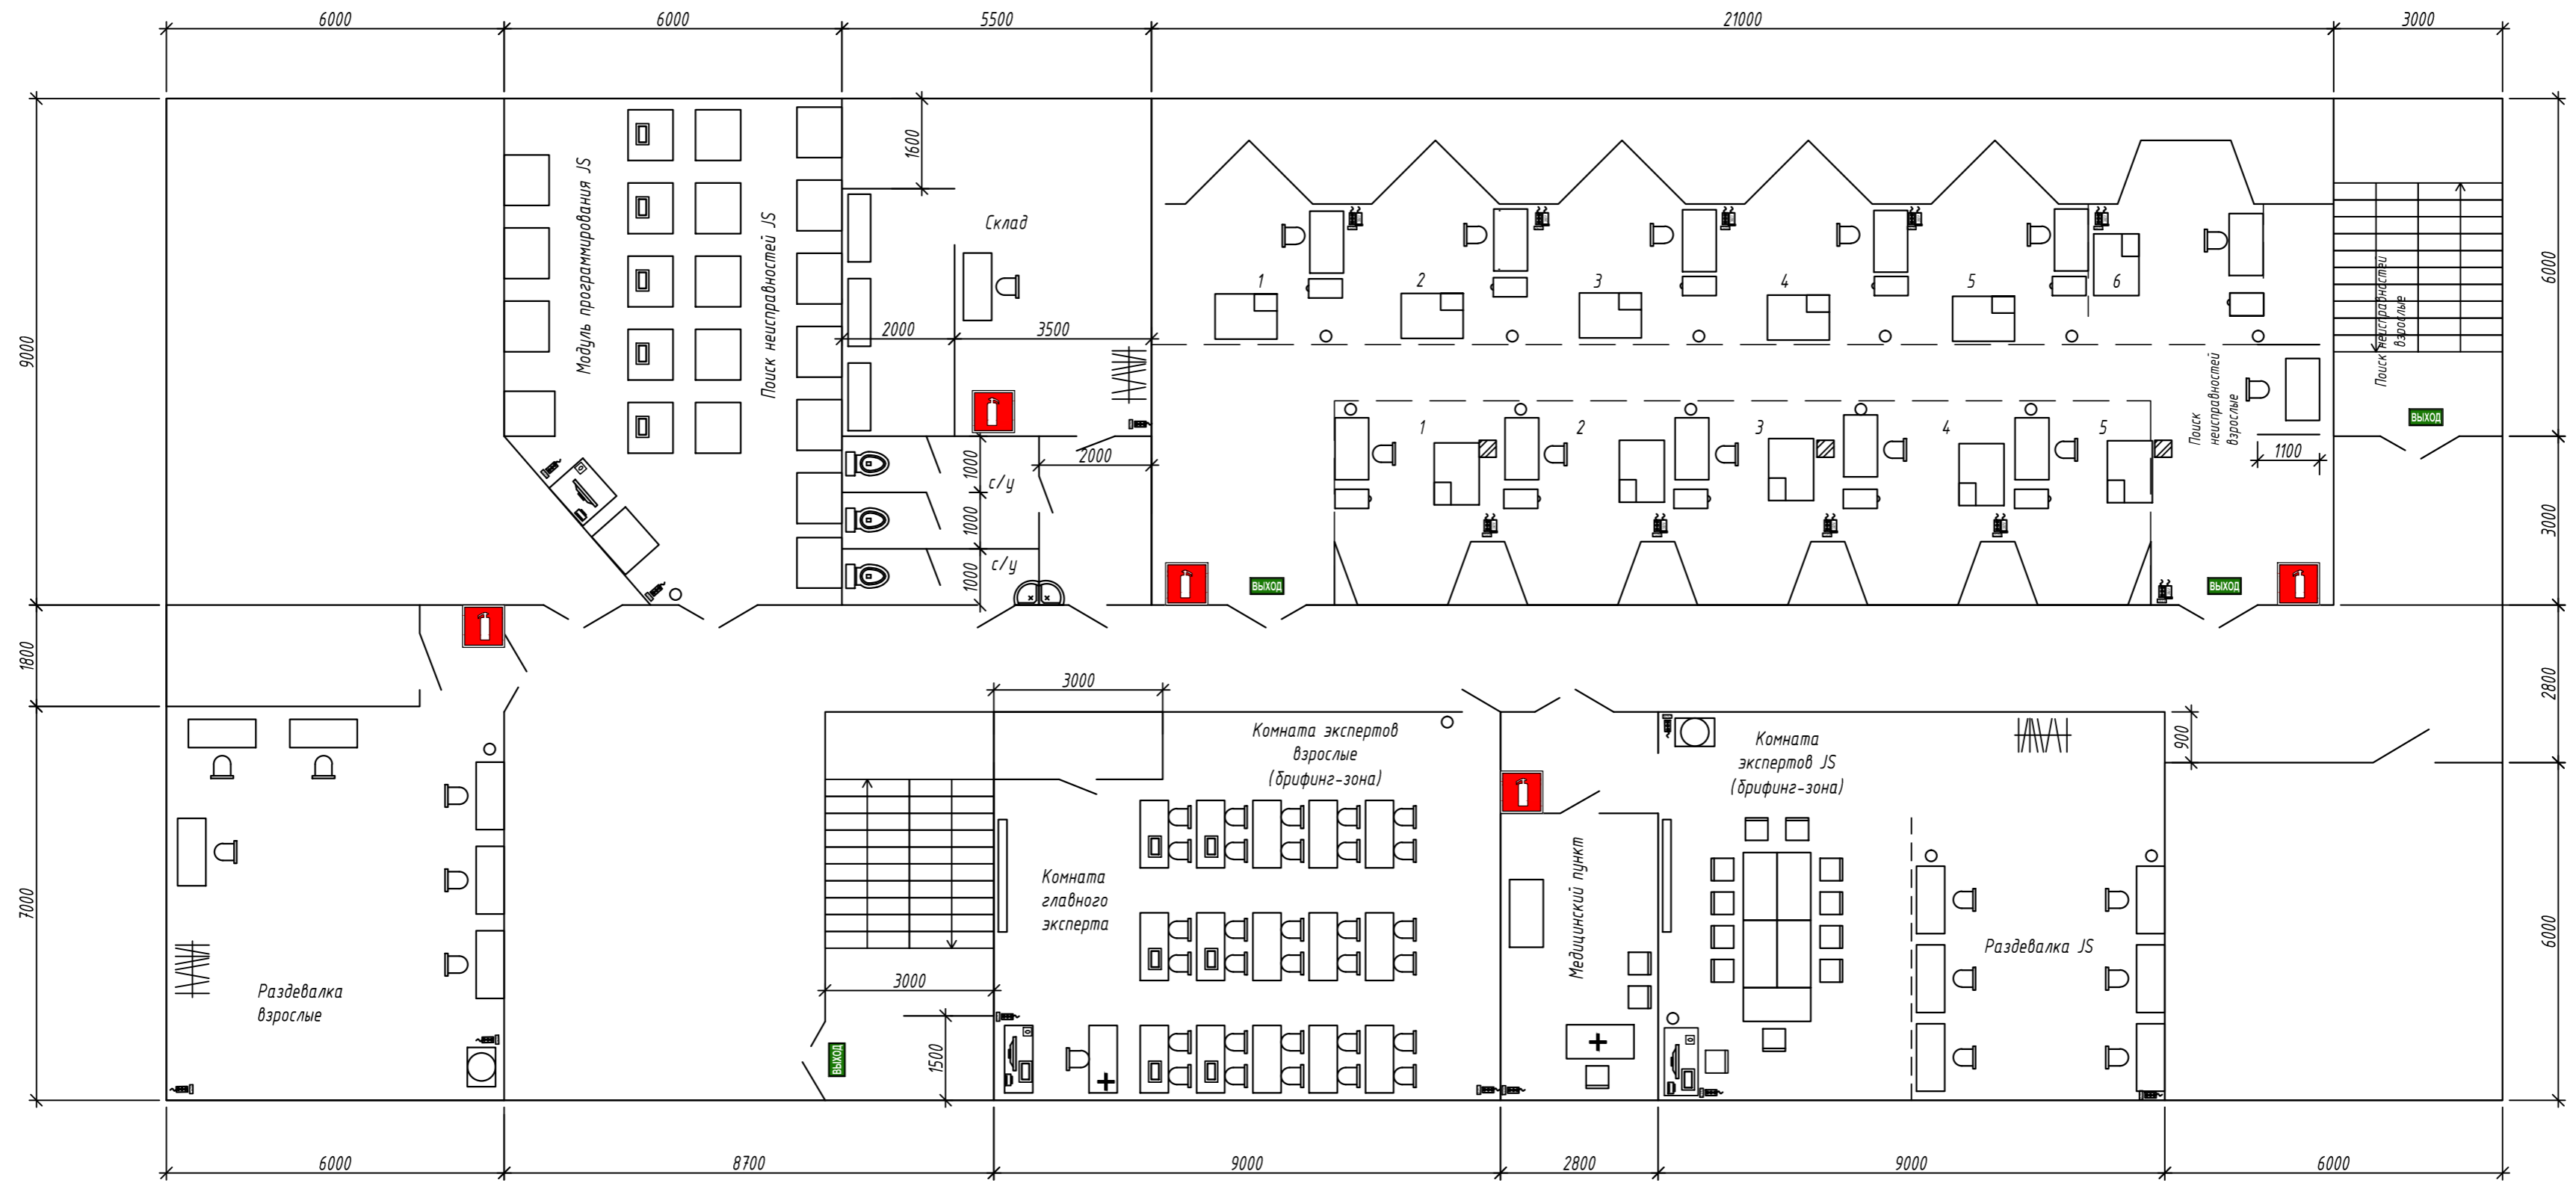 6000
6000
5500
21000
3000
9000
1800
7000
6000
3000
2800
6000
Модуль программирования JS
Поиск неисправностей JS
1600
Склад
2000
3500
2000
1000
1000
1000
с/у
с/у
1
2
3
4
5
6
1
2
3
4
5
Поиск неисправностей
взрослые
Поиск
неисправностей
взрослые
1100
ВЫХОД
ВЫХОД
ВЫХОД
3000
900
Комната экспертов
взрослые
(брифинг-зона)
Комната
экспертов JS
(брифинг-зона)
Комната
главного
эксперта
Медицинский пункт
Раздевалка JS
Раздевалка
взрослые
3000
1500
ВЫХОД
6000
8700
9000
2800
9000
6000